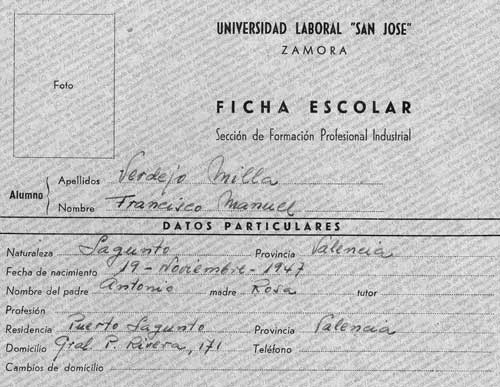 UNIVERSIDAD LABORAL "SAN JOSE"
ZAMORA
Foto
FICHA ESCOLAR
Sección de Formación Profesional Industrial
Alumno
Apellidos Verdejo Milla
Nombre Francisco Manuel
DATOS PARTICULARES
Naturaleza Sagunto Provincia Valencia
Fecha de nacimiento 19-Noviembre-1947
Nombre del padre Antonio madre Rosa tutor
Profesión
Residencia Puerto Sagunto Provincia Valencia
Domicilio Gral. P. Rivera, 171 Teléfono
Cambios de domicilio